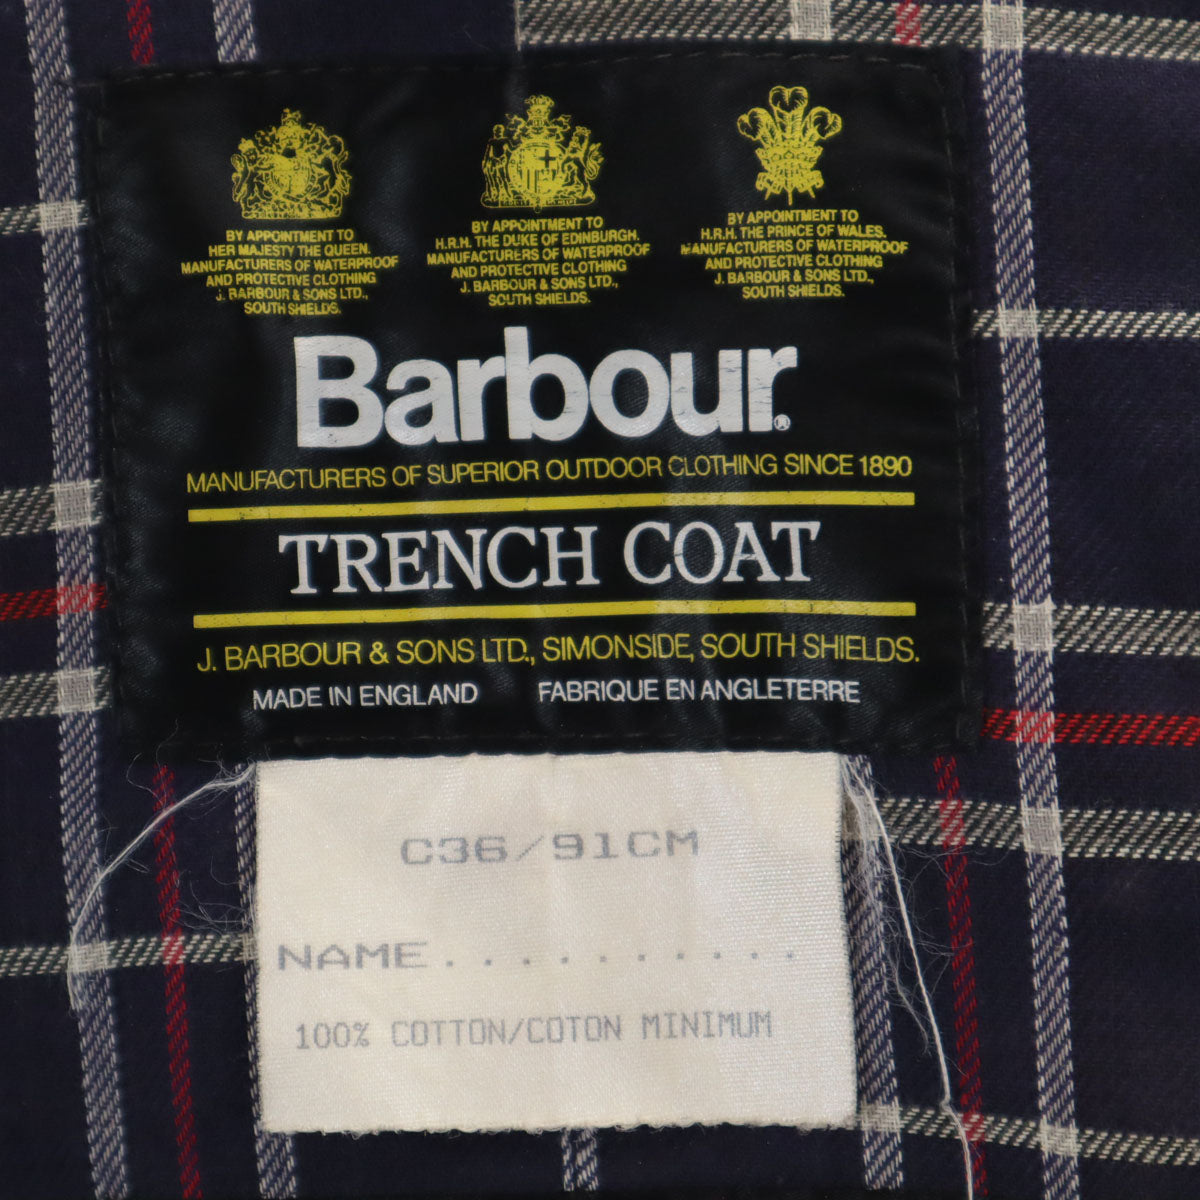 BY APPOINTMENT TO
HER MAJESTY THE QUEEN.
MANUFACTURERS OF WATERPROOF
AND PROTECTIVE CLOTHING
J. BARBOUR & SONS LTD.,
SOUTH SHIELDS.
BY APPOINTMENT TO
H.R.H. THE DUKE OF EDINBURGH.
MANUFACTURERS OF WATERPROOF
AND PROTECTIVE CLOTHING
J. BARBOUR & SONS LTD.,
SOUTH SHIELDS.
BY APPOINTMENT TO
H.R.H. THE PRINCE OF WALES.
MANUFACTURERS OF WATERPROOF
AND PROTECTIVE CLOTHING
J. BARBOUR & SONS LTD.,
SOUTH SHIELDS.
Barbour®
MANUFACTURERS OF SUPERIOR OUTDOOR CLOTHING SINCE 1890
TRENCH COAT
J. BARBOUR & SONS LTD., SIMONSIDE, SOUTH SHIELDS.
MADE IN ENGLAND FABRIQUE EN ANGLETERRE
C36/91CM
NAME..........
100% COTTON/COTON MINIMUM